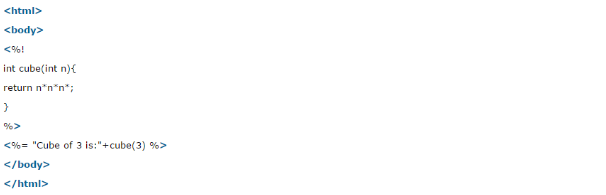 <html>
<body>
<%!
int cube(int n){
return n*n*n*;
}
%>
<%= "Cube of 3 is:"+cube(3) %>
</body>
</html>